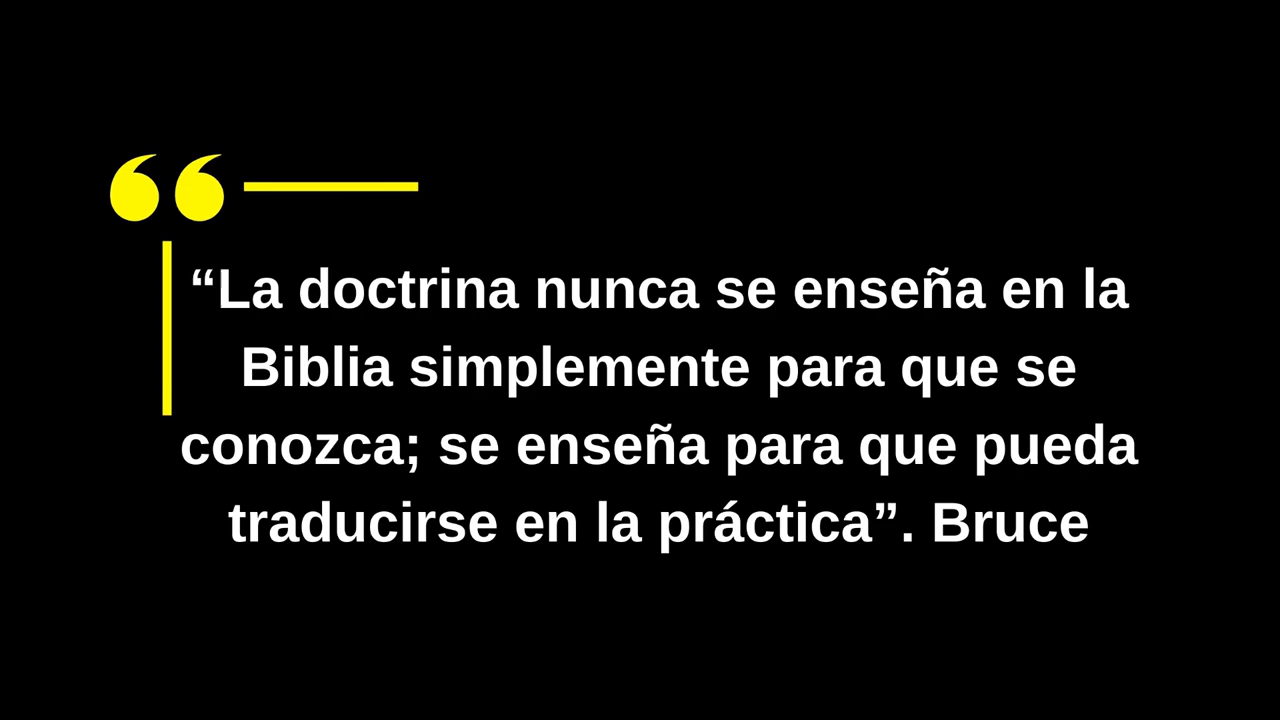 “La doctrina nunca se enseña en la
Biblia simplemente para que se
conozca; se enseña para que pueda
traducirse en la práctica”. Bruce